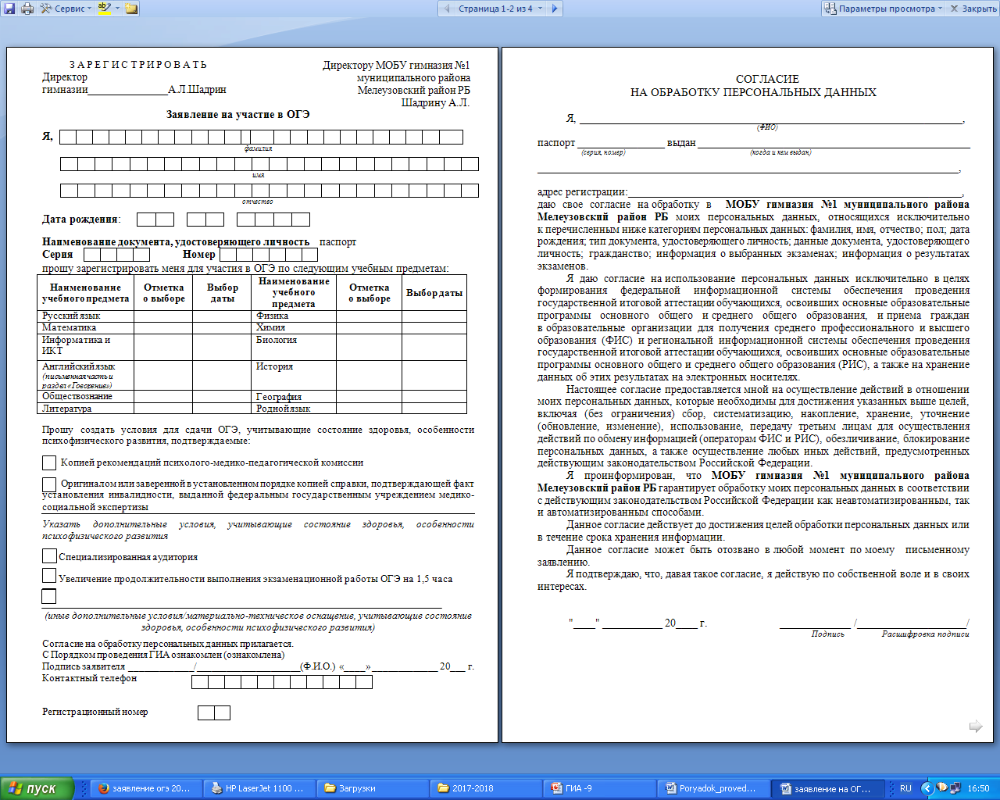 Сервис
Страница 1-2 из 4
Параметры просмотра
Закрыть
ЗАРЕГИСТРИРОВАТЬ
Директор
гимназии_______________А.Л.Шадрин
Директору МОБУ гимназия №1
муниципального района
Мелеузовский район РБ
Шадрину А.Л.
Заявление на участие в ОГЭ
Я,
фамилия
имя
отчество
Дата рождения:
Наименование документа, удостоверяющего личность паспорт
Серия Номер
прошу зарегистрировать меня для участия в ОГЭ по следующим учебным предметам:
Наименование учебного предмета Отметка о выборе Выбор даты Наименование учебного предмета Отметка о выборе Выбор даты
Русский язык Физика
Математика Химия
Информатика и ИКТ Биология
Английский язык (письменная часть и раздел «Говорение») История
Обществознание География
Литература Родной язык
Прошу создать условия для сдачи ОГЭ, учитывающие состояние здоровья, особенности
психофизического развития, подтверждаемые:
Копией рекомендаций психолого-медико-педагогической комиссии
Оригиналом или заверенной в установленном порядке копией справки, подтверждающей факт
установления инвалидности, выданной федеральным государственным учреждением медико-
социальной экспертизы
Указать дополнительные условия, учитывающие состояние здоровья, особенности
психофизического развития
Специализированная аудитория
Увеличение продолжительности выполнения экзаменационной работы ОГЭ на 1,5 часа
(иные дополнительные условия/материально-техническое оснащение, учитывающие состояние
здоровья, особенности психофизического развития)
Согласие на обработку персональных данных прилагается.
С Порядком проведения ГИА ознакомлен (ознакомлена)
Подпись заявителя _____________/____________________(Ф.И.О.) «____»_____________ 20___ г.
Контактный телефон
Регистрационный номер
СОГЛАСИЕ
НА ОБРАБОТКУ ПЕРСОНАЛЬНЫХ ДАННЫХ
Я, ____________________________________________________________,
(ФИО)
паспорт ________________ выдан ________________________________________
(серия, номер) (когда и кем выдан)
____________________________________________________________________,
адрес регистрации:____________________________________________________,
даю свое согласие на обработку в МОБУ гимназия №1 муниципального района
Мелеузовский район РБ моих персональных данных, относящихся исключительно
к перечисленным ниже категориям персональных данных: фамилия, имя, отчество; пол; дата
рождения; тип документа, удостоверяющего личность; данные документа, удостоверяющего
личность; гражданство; информация о выбранных экзаменах; информация о результатах
экзаменов.
Я даю согласие на использование персональных данных исключительно в целях
формирования федеральной информационной системы обеспечения проведения
государственной итоговой аттестации обучающихся, освоивших основные образовательные
программы основного общего и среднего общего образования, и приема граждан
в образовательные организации для получения среднего профессионального и высшего
образования (ФИС) и региональной информационной системы обеспечения проведения
государственной итоговой аттестации обучающихся, освоивших основные образовательные
программы основного общего и среднего общего образования (РИС), а также на хранение
данных об этих результатах на электронных носителях.
Настоящее согласие предоставляется мной на осуществление действий в отношении
моих персональных данных, которые необходимы для достижения указанных выше целей,
включая (без ограничения) сбор, систематизацию, накопление, хранение, уточнение
(обновление, изменение), использование, передачу третьим лицам для осуществления
действий по обмену информацией (операторам ФИС и РИС), обезличивание, блокирование
персональных данных, а также осуществление любых иных действий, предусмотренных
действующим законодательством Российской Федерации.
Я проинформирован, что МОБУ гимназия №1 муниципального района
Мелеузовский район РБ гарантирует обработку моих персональных данных в соответствии
с действующим законодательством Российской Федерации как неавтоматизированным, так
и автоматизированным способами.
Данное согласие действует до достижения целей обработки персональных данных или
в течение срока хранения информации.
Данное согласие может быть отозвано в любой момент по моему письменному
заявлению.
Я подтверждаю, что, давая такое согласие, я действую по собственной воле и в своих
интересах.
"____" ___________ 20____ г. _____________ /____________________/
Подпись Расшифровка подписи
пуск
заявление огэ 20...
HP LaserJet 1100 ...
Загрузки
2017-2018
ГИА -9
Poryadok_proved...
заявление на ОГ...
RU
16:50